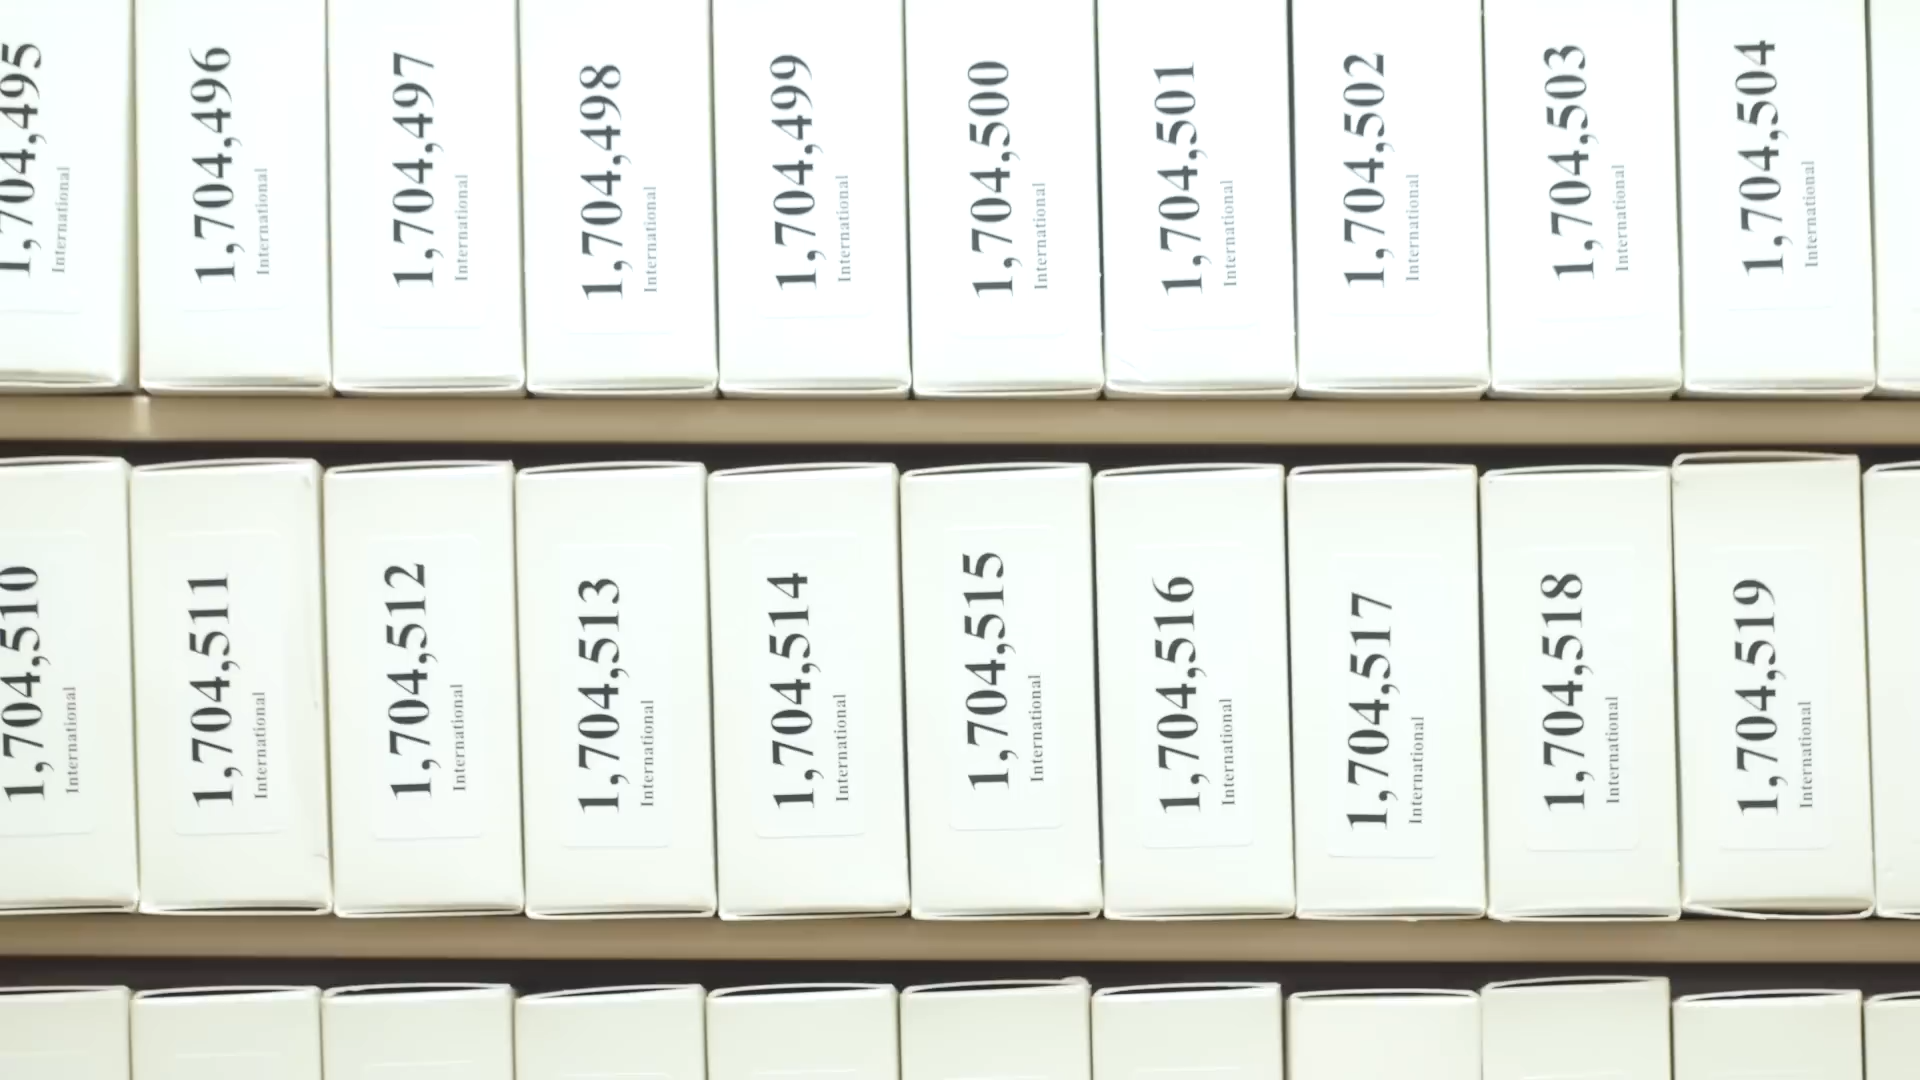 1,704,495
International
1,704,496
International
1,704,497
International
1,704,498
International
1,704,499
International
1,704,500
International
1,704,501
International
1,704,502
International
1,704,503
International
1,704,504
International
1,704,510
International
1,704,511
International
1,704,512
International
1,704,513
International
1,704,514
International
1,704,515
International
1,704,516
International
1,704,517
International
1,704,518
International
1,704,519
International